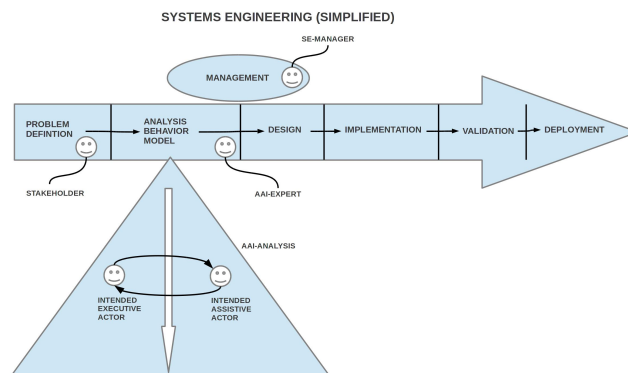 SYSTEMS ENGINEERING (SIMPLIFIED)
SE-MANAGER
MANAGEMENT
PROBLEM
DEFINTION
ANALYSIS
BEHAVIOR
MODEL
DESIGN
IMPLEMENTATION
VALIDATION
DEPLOYMENT
STAKEHOLDER
AAI-EXPERT
AAI-ANALYSIS
INTENDED
EXECUTIVE
ACTOR
INTENDED
ASSISTIVE
ACTOR